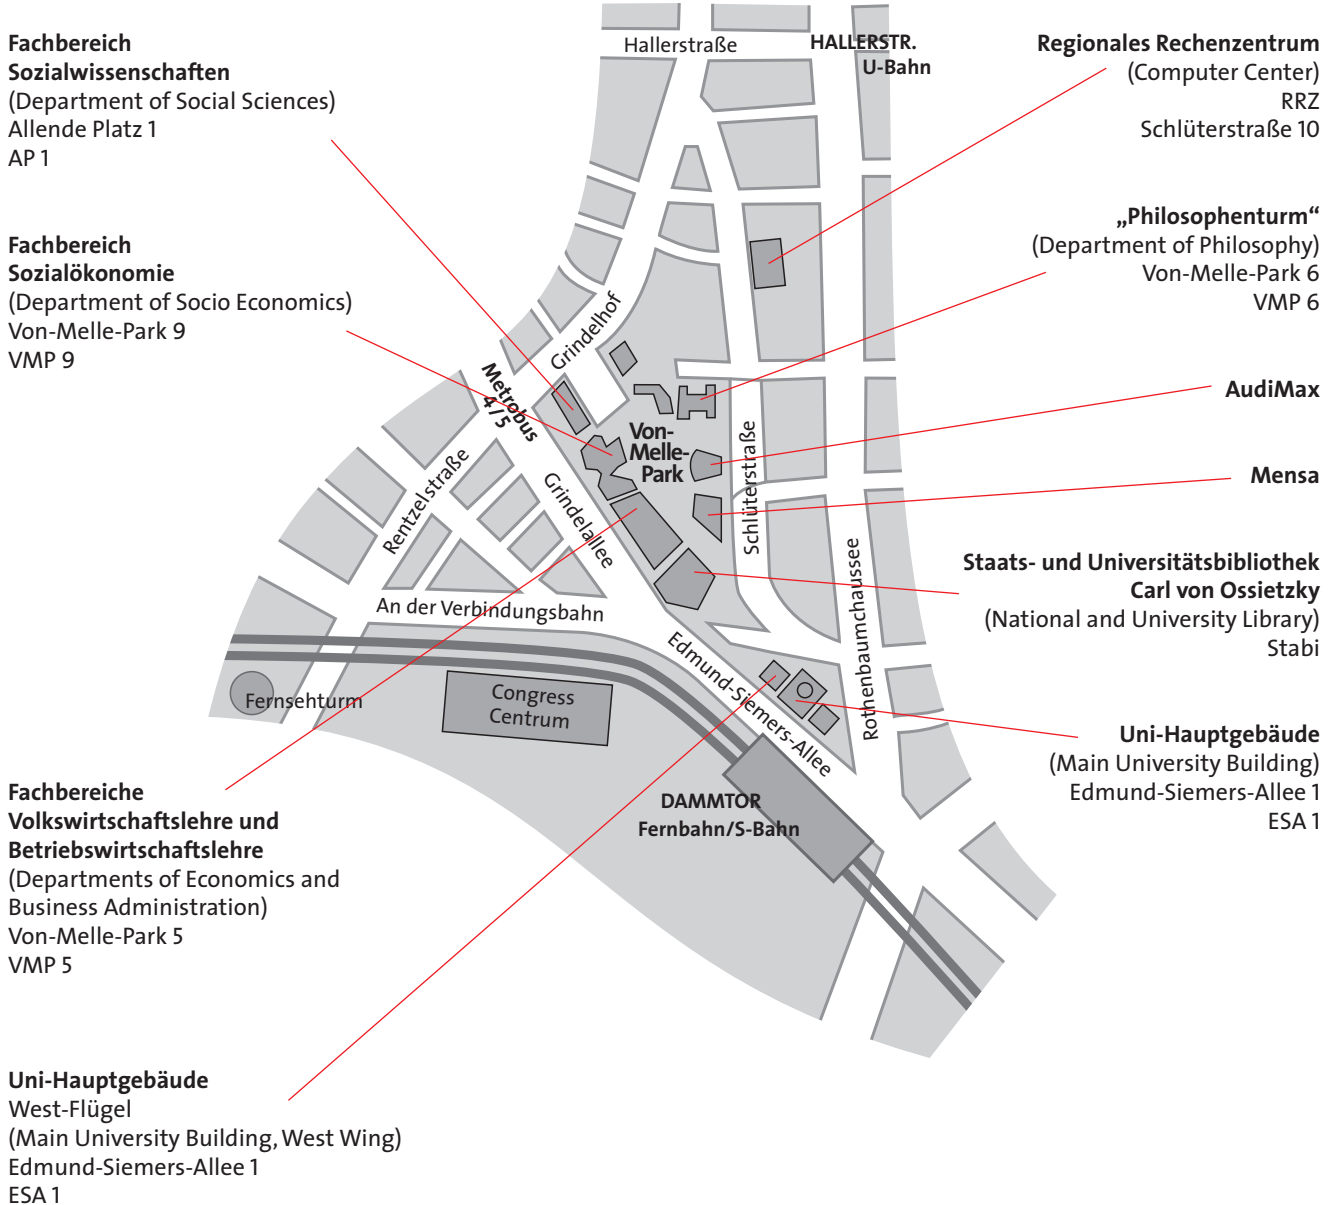 Fachbereich
Sozialwissenschaften
(Department of Social Sciences)
Allende Platz 1
AP 1
Fachbereich
Sozialökonomie
(Department of Socio Economics)
Von-Melle-Park 9
VMP 9
Fachbereiche
Volkswirtschaftslehre und
Betriebswirtschaftslehre
(Departments of Economics and
Business Administration)
Von-Melle-Park 5
VMP 5
Uni-Hauptgebäude
West-Flügel
(Main University Building, West Wing)
Edmund-Siemers-Allee 1
ESA 1
Hallerstraße
HALLERSTR.
U-Bahn
Grindelhof
Metrobus
4/5
Von-
Melle-
Park
Rentzelstraße
Grindelallee
Schlüterstraße
Rothenbaumchaussee
An der Verbindungsbahn
Edmund-Siemers-Allee
Fernsehturm
Congress
Centrum
DAMMTOR
Fernbahn/S-Bahn
Regionales Rechenzentrum
(Computer Center)
RRZ
Schlüterstraße 10
„Philosophenturm“
(Department of Philosophy)
Von-Melle-Park 6
VMP 6
AudiMax
Mensa
Staats- und Universitätsbibliothek
Carl von Ossietzky
(National and University Library)
Stabi
Uni-Hauptgebäude
(Main University Building)
Edmund-Siemers-Allee 1
ESA 1